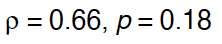 ρ = 0.66, p = 0.18